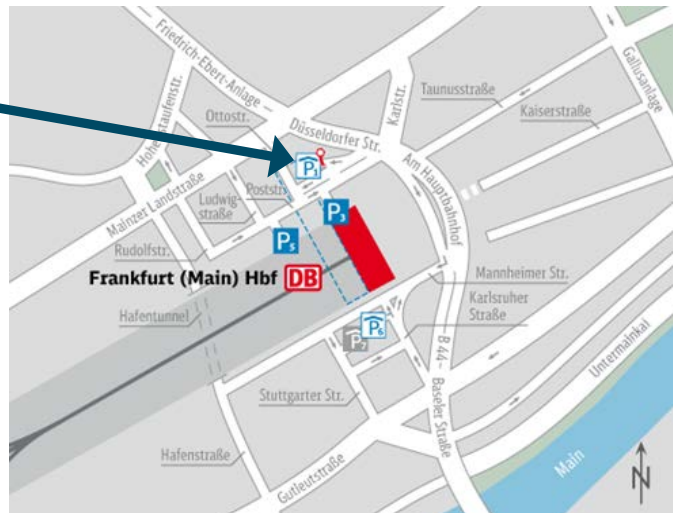 Friedrich-Ebert-Anlage
Hohenstaufenstr.
Ottostr.
Düsseldorfer Str.
Karlstr.
Taunusstraße
Gallusanlage
Kaiserstraße
P1
Am Hauptbahnhof
Mainzer Landstraße
Ludwig-
straße
Poststr.
P3
P5
Rudolfstr.
Frankfurt (Main) Hbf DB
Mannheimer Str.
Karlsruher
Straße
Hafentunnel
P6
P7
B 44 – Baseler Straße
Untermainkai
Stuttgarter Str.
Hafenstraße
Gutleutstraße
Main
N